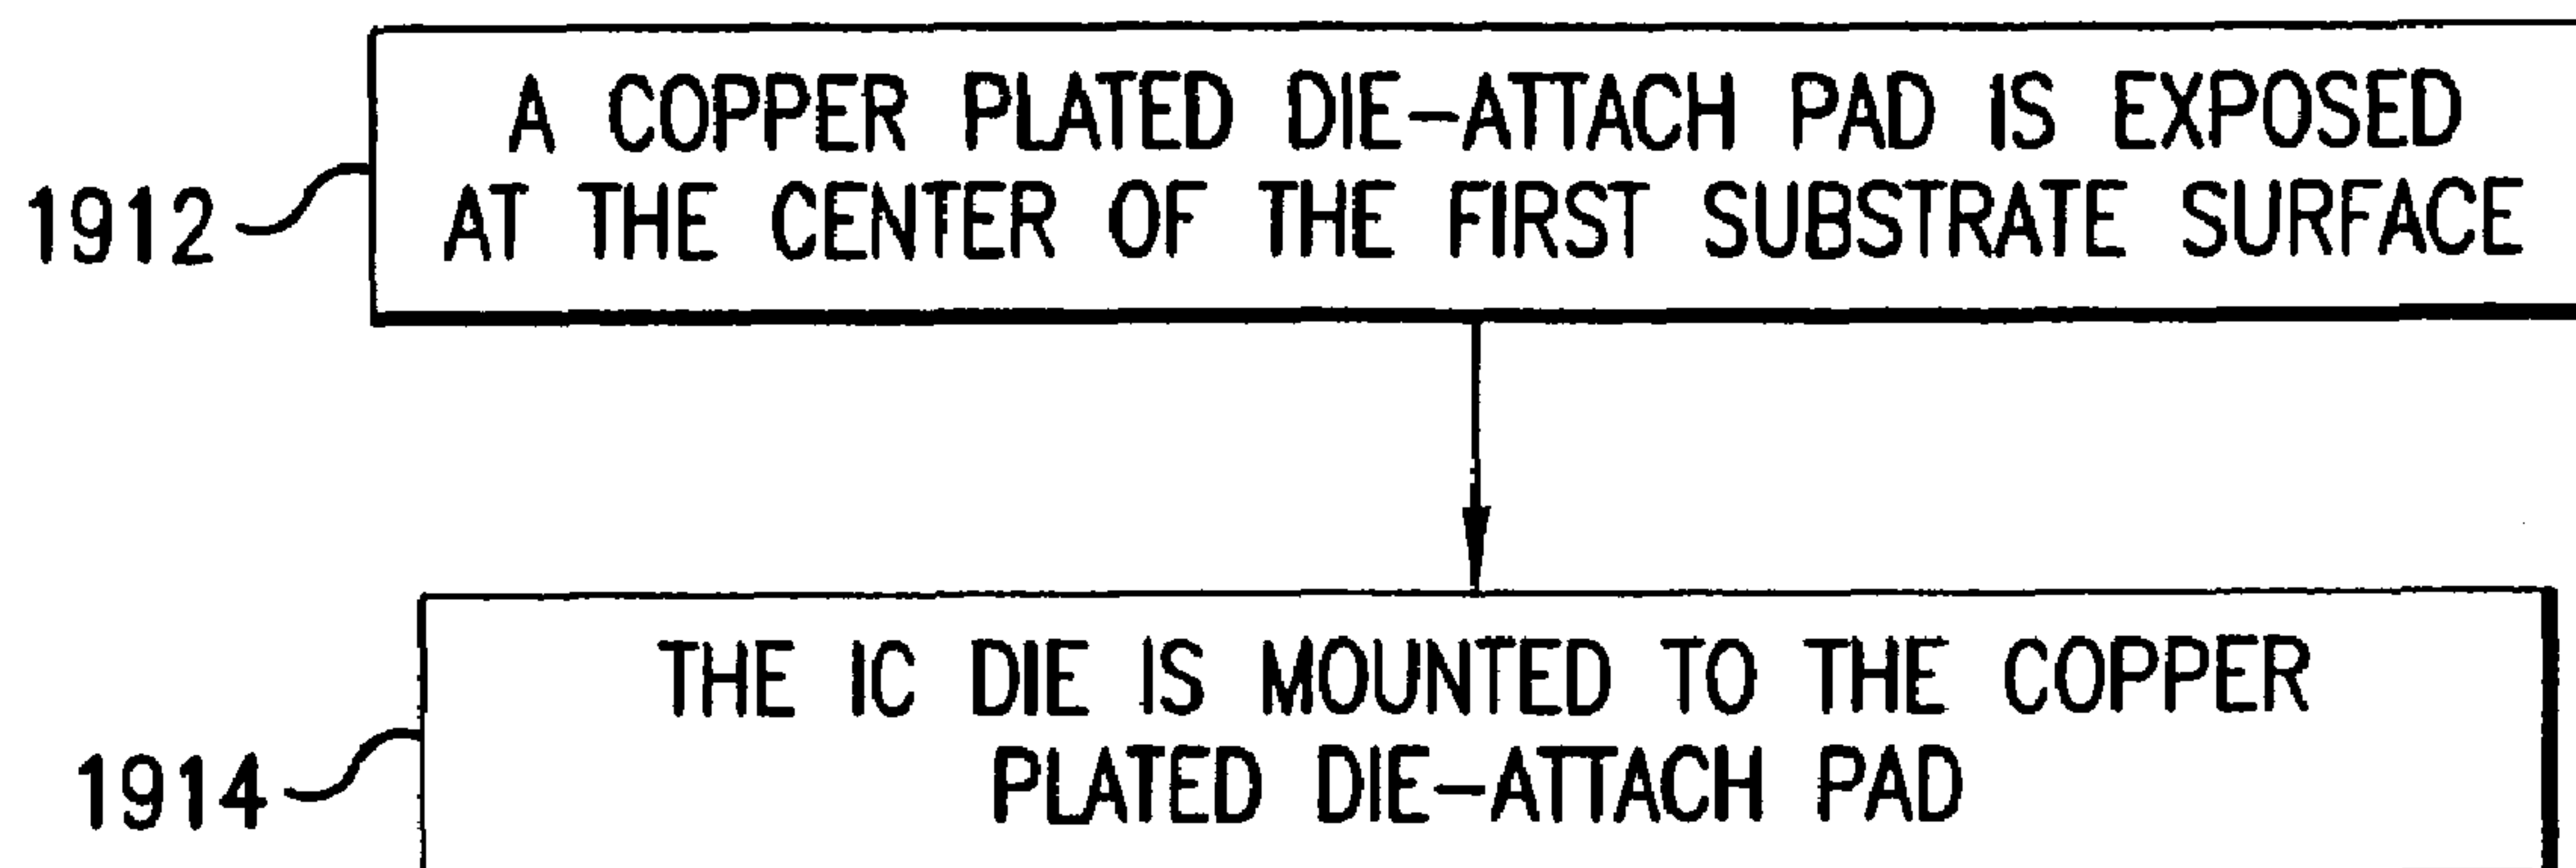 A COPPER PLATED DIE-ATTACH PAD IS EXPOSED
AT THE CENTER OF THE FIRST SUBSTRATE SURFACE
1912
THE IC DIE IS MOUNTED TO THE COPPER
PLATED DIE-ATTACH PAD
1914